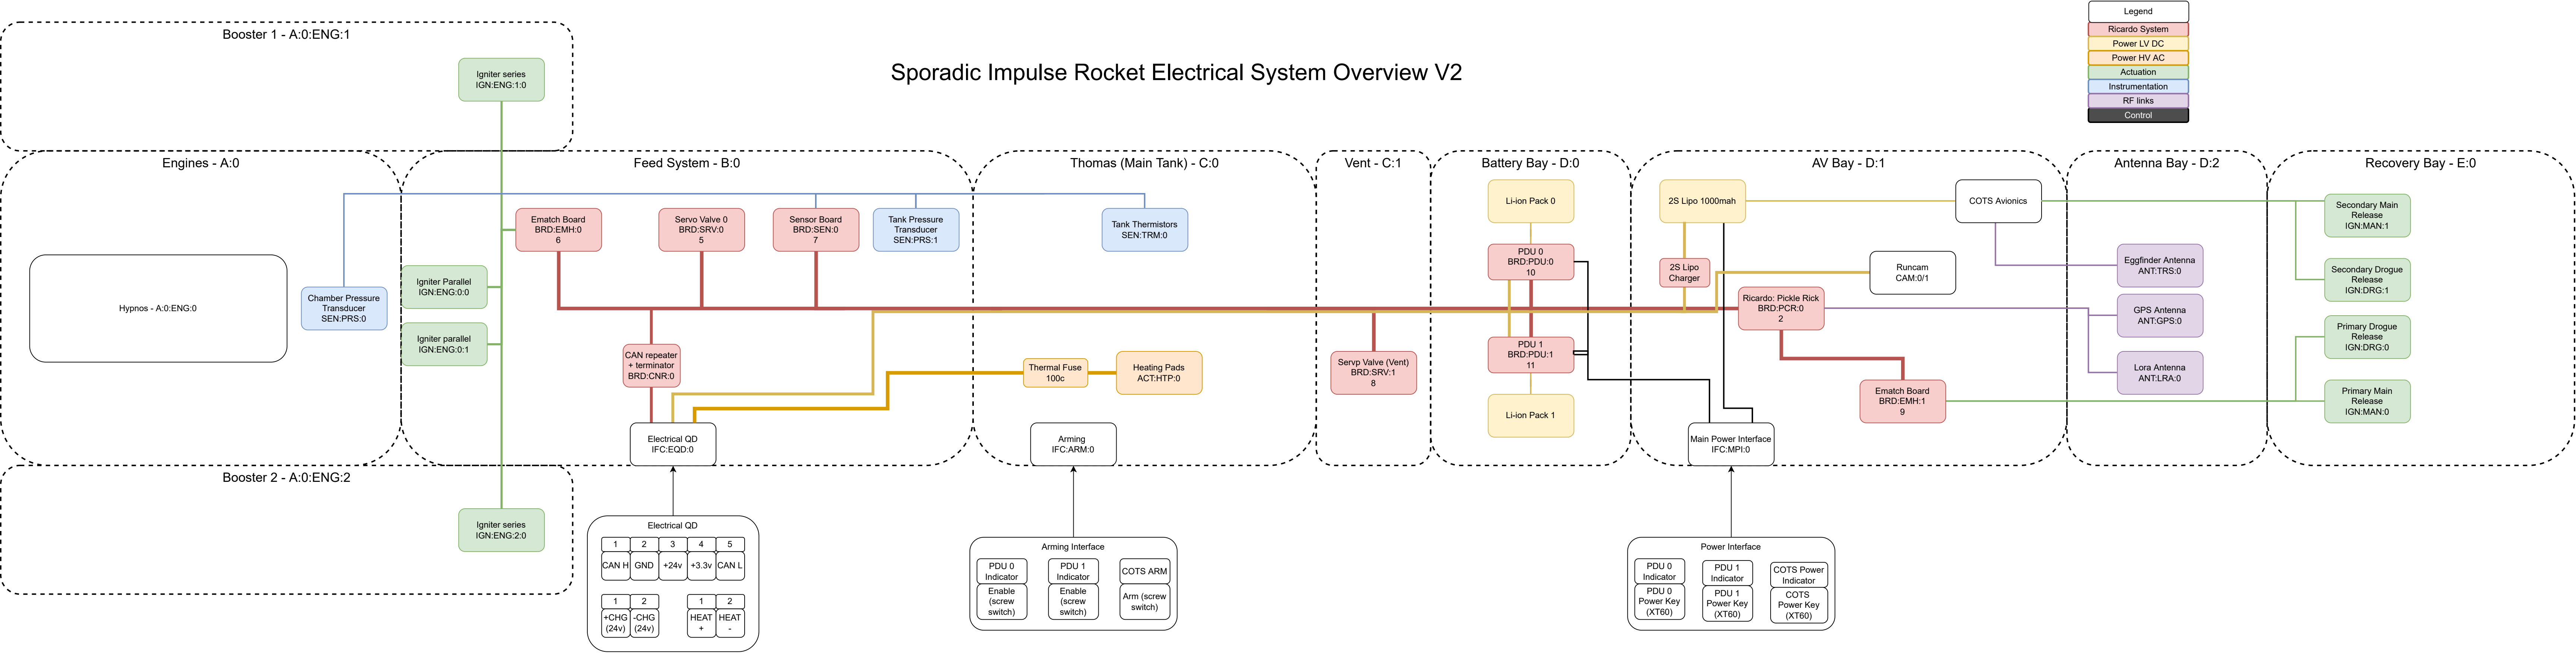 Sporadic Impulse Rocket Electrical System Overview V2
Legend
Ricardo System
Power LV DC
Power HV AC
Actuation
Instrumentation
RF links
Control
Booster 1 - A:0:ENG:1
Igniter series
IGN:ENG:1:0
Engines - A:0
Hypnos - A:0:ENG:0
Chamber Pressure
Transducer
SEN:PRS:0
Feed System - B:0
Ematch Board
BRD:EMH:0
6
Servo Valve 0
BRD:SRV:0
5
Sensor Board
BRD:SEN:0
7
Tank Pressure
Transducer
SEN:PRS:1
Igniter Parallel
IGN:ENG:0:0
Igniter parallel
IGN:ENG:0:1
CAN repeater
+ terminator
BRD:CNR:0
Electrical QD
IFC:EQD:0
Thomas (Main Tank) - C:0
Tank Thermistors
SEN:TRM:0
Thermal Fuse
100c
Heating Pads
ACT:HTP:0
Arming
IFC:ARM:0
Vent - C:1
Servp Valve (Vent)
BRD:SRV:1
8
Battery Bay - D:0
Li-ion Pack 0
PDU 0
BRD:PDU:0
10
PDU 1
BRD:PDU:1
11
Li-ion Pack 1
AV Bay - D:1
2S Lipo 1000mah
COTS Avionics
2S Lipo
Charger
Runcam
CAM:0/1
Ricardo: Pickle Rick
BRD:PCR:0
2
Ematch Board
BRD:EMH:1
9
Main Power Interface
IFC:MPI:0
Antenna Bay - D:2
Eggfinder Antenna
ANT:TRS:0
GPS Antenna
ANT:GPS:0
Lora Antenna
ANT:LRA:0
Recovery Bay - E:0
Secondary Main
Release
IGN:MAN:1
Secondary Drogue
Release
IGN:DRG:1
Primary Drogue
Release
IGN:DRG:0
Primary Main
Release
IGN:MAN:0
Booster 2 - A:0:ENG:2
Igniter series
IGN:ENG:2:0
Electrical QD
1 2 3 4 5
CAN H GND +24v +3.3v CAN L
1 2 1 2
+CHG -CHG HEAT HEAT
(24v) (24v) + -
Arming Interface
PDU 0
Indicator
Enable
(screw
switch)
PDU 1
Indicator
Enable
(screw
switch)
COTS ARM
Arm (screw
switch)
Power Interface
PDU 0
Indicator
PDU 0
Power Key
(XT60)
PDU 1
Indicator
PDU 1
Power Key
(XT60)
COTS Power
Indicator
COTS
Power Key
(XT60)